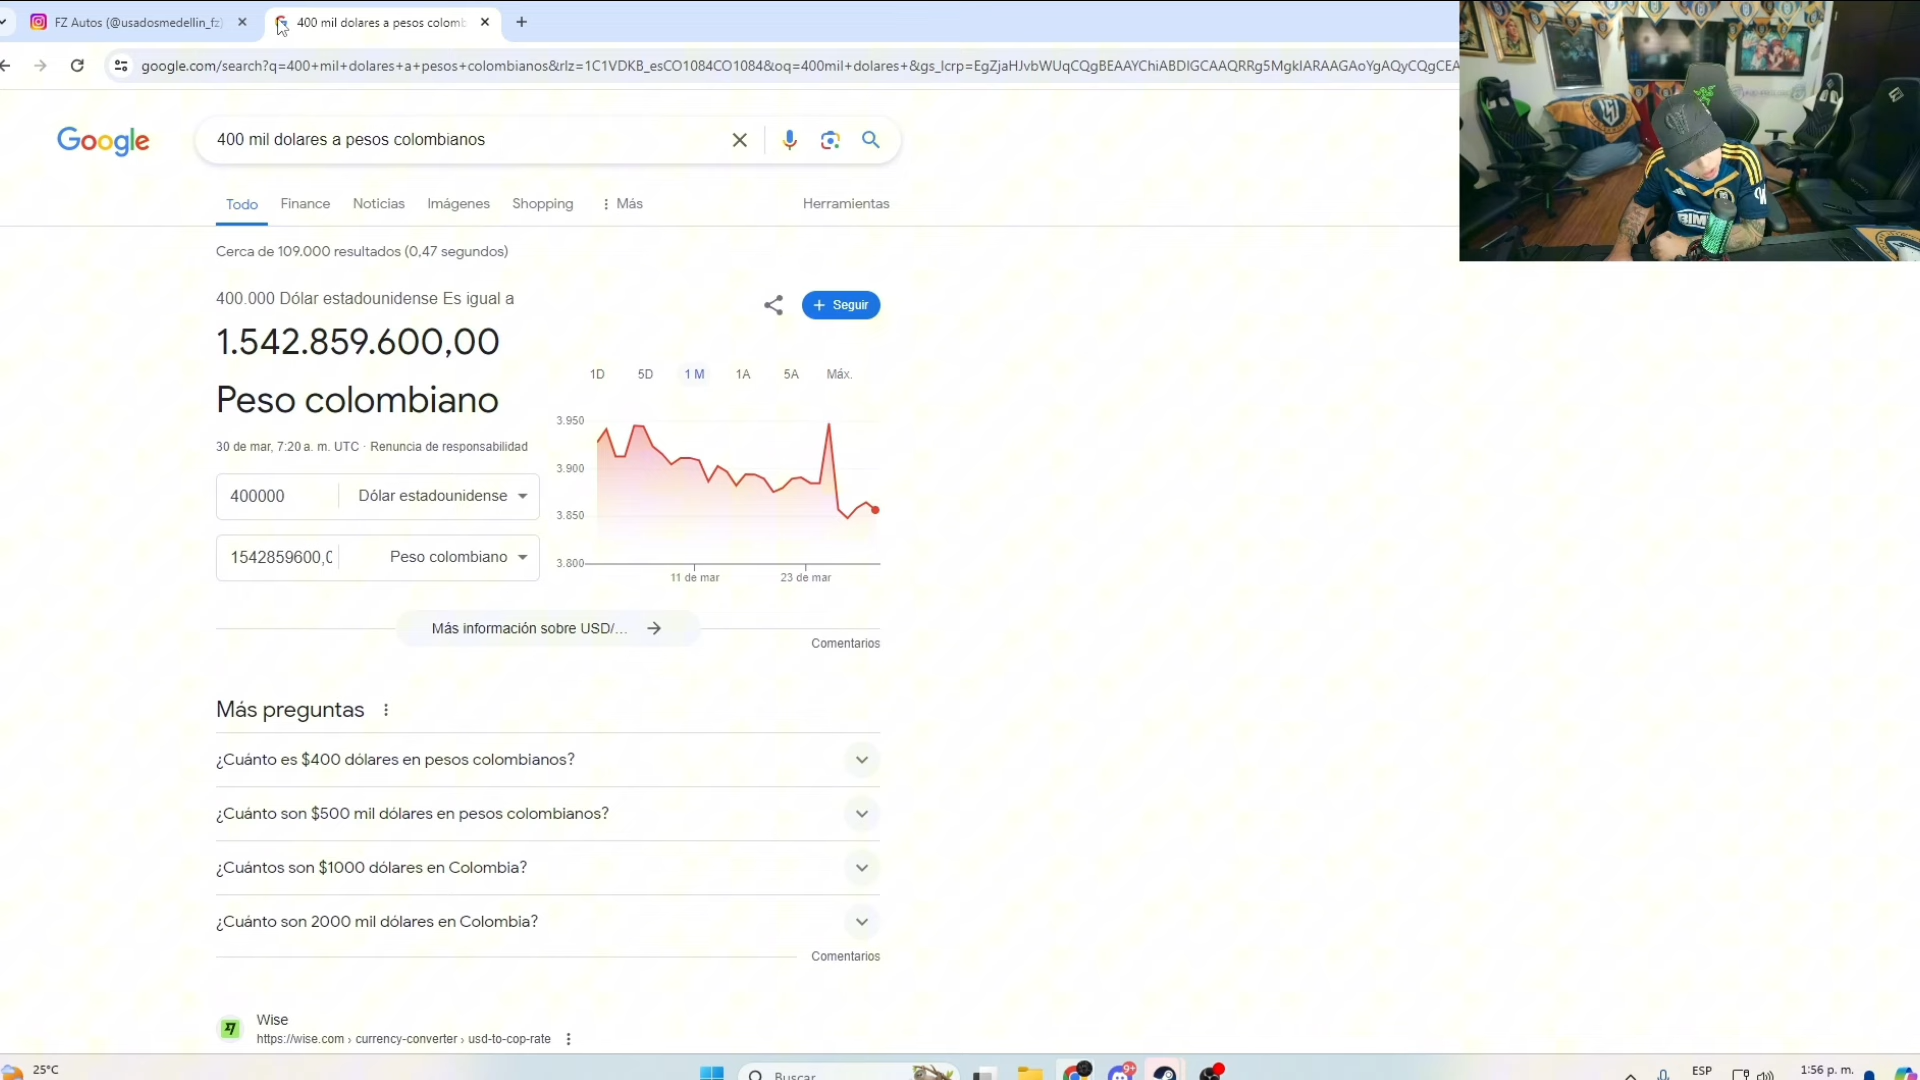 FZ Autos (@usadosmedellin_fz)
400 mil dolares a pesos colomb
google.com/search?q=400+mil+dolares+a+pesos+colombianos&rlz=1C1VDKB_esCO1084CO1084&oq=400mil+dolares+&gs_lcrp=EgZjaHJvbWUqCQgBEAAYChiABDIGCAAQRRg5MgkIARAAGAoYgAQyCQgCEA
Google
400 mil dolares a pesos colombianos
Todo Finance Noticias Imágenes Shopping Más Herramientas
Cerca de 109.000 resultados (0,47 segundos)
400.000 Dólar estadounidense Es igual a
Seguir
1.542.859.600,00
Peso colombiano
1D 5D 1 M 1A 5A Máx.
30 de mar, 7:20 a. m. UTC · Renuncia de responsabilidad
400000 Dólar estadounidense
1542859600,0 Peso colombiano
3.950
3.900
3.850
3.800
11 de mar 23 de mar
Más información sobre USD/...
Comentarios
Más preguntas
¿Cuánto es $400 dólares en pesos colombianos?
¿Cuánto son $500 mil dólares en pesos colombianos?
¿Cuántos son $1000 dólares en Colombia?
¿Cuánto son 2000 mil dólares en Colombia?
Comentarios
Wise
https://wise.com › currency-converter › usd-to-cop-rate
25°C
Buscar
9+
ESP
1:56 p. m.